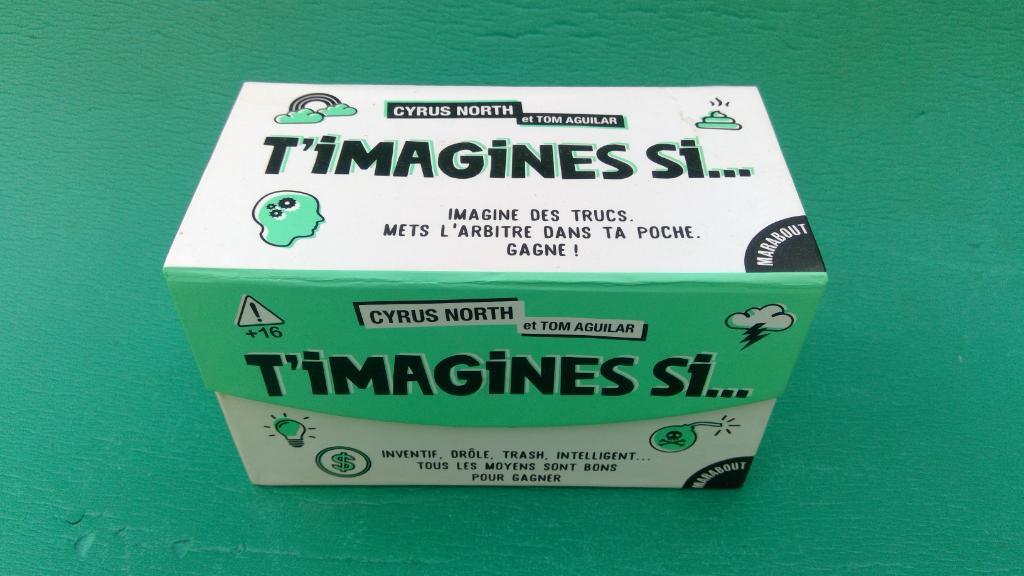 CYRUS NORTH
et TOM AGUILAR
T'iMAGiNES Si...
IMAGINE DES TRUCS.
METS L'ARBITRE DANS TA POCHE.
GAGNE !
MARABOUT
+16
CYRUS NORTH
et TOM AGUILAR
T'iMAGiNES Si...
INVENTIF, DRÔLE, TRASH, INTELLIGENT...
TOUS LES MOYENS SONT BONS
POUR GAGNER
MARABOUT